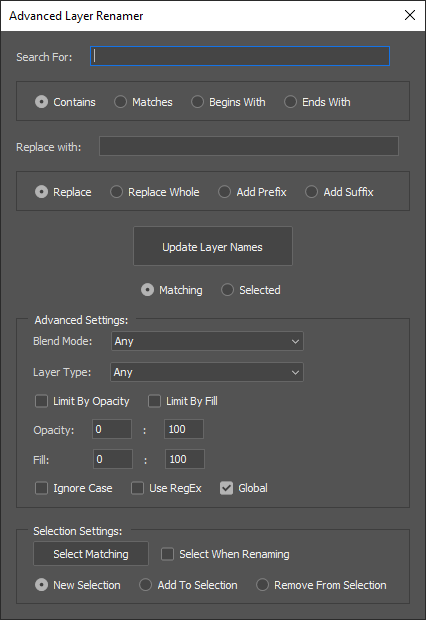 Advanced Layer Renamer
Search For:
Contains Matches Begins With Ends With
Replace with:
Replace Replace Whole Add Prefix Add Suffix
Update Layer Names
Matching Selected
Advanced Settings:
Blend Mode: Any
Layer Type: Any
Limit By Opacity Limit By Fill
Opacity: 0 : 100
Fill: 0 : 100
Ignore Case Use RegEx Global
Selection Settings:
Select Matching Select When Renaming
New Selection Add To Selection Remove From Selection